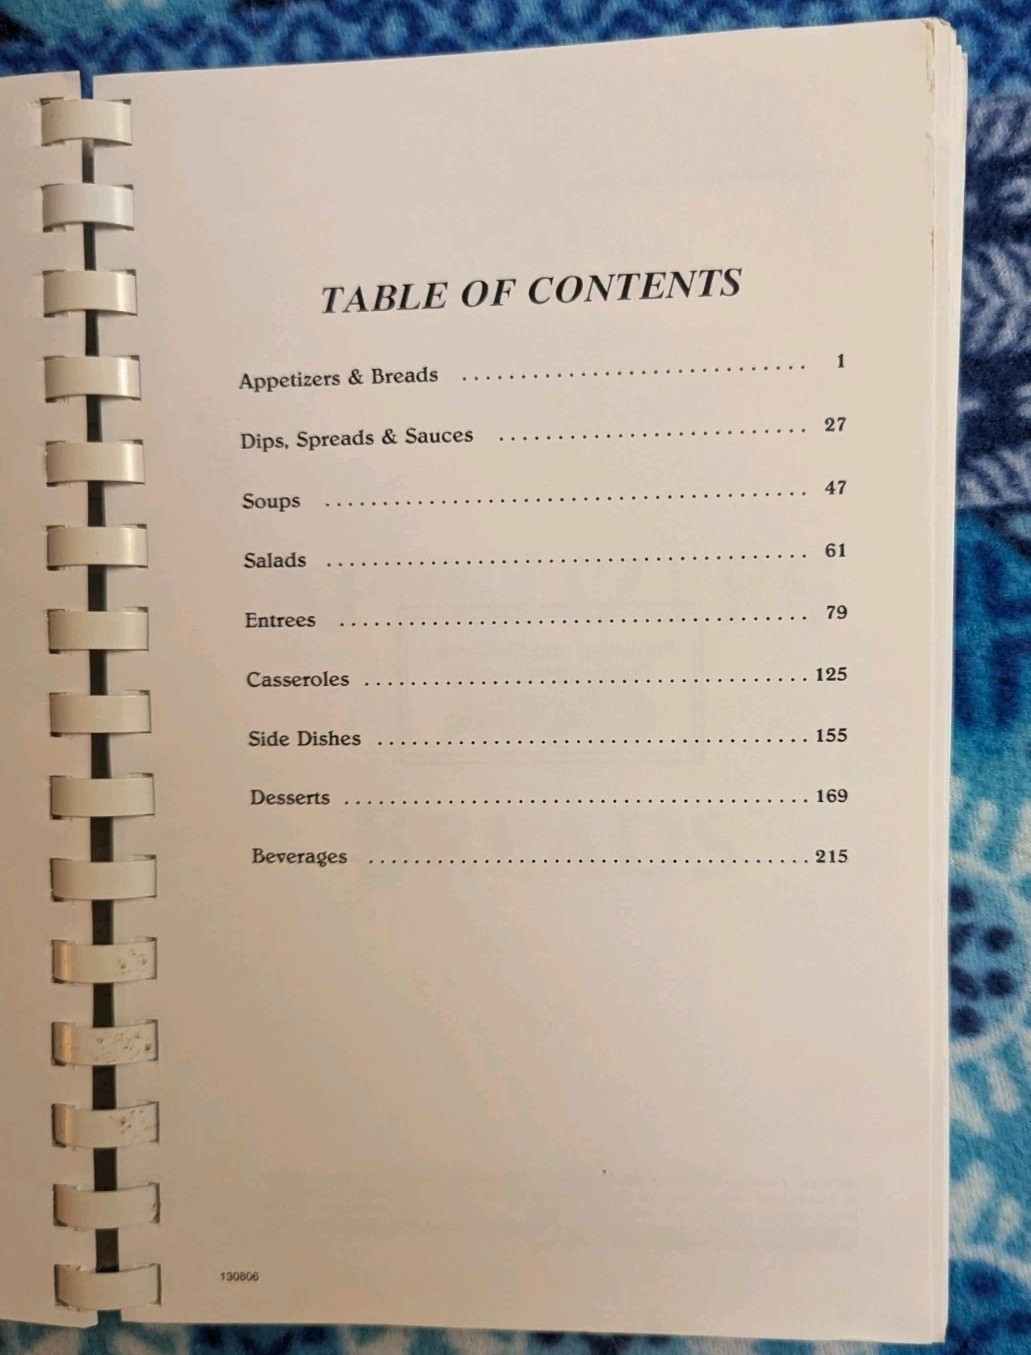 TABLE OF CONTENTS
Appetizers & Breads ............................ 1
Dips, Spreads & Sauces ........................... 27
Soups .......................................... 47
Salads .......................................... 61
Entrees ........................................ 79
Casseroles ...................................... 125
Side Dishes ..................................... 155
Desserts ........................................ 169
Beverages ...................................... 215
130806